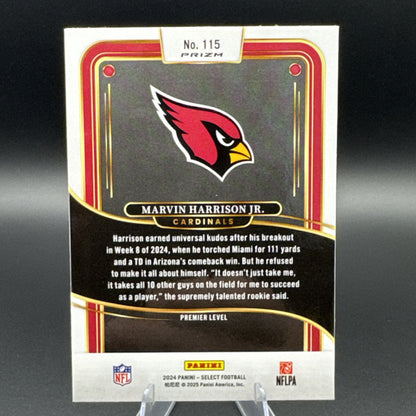 No. 115
PRIZM
MARVIN HARRISON JR.
CARDINALS
Harrison earned universal kudos after his breakout
in Week 8 of 2024, when he torched Miami for 111 yards
and a TD in Arizona's comeback win. But he refused
to make it all about himself. "It doesn't just take me,
it takes all 10 other guys on the field for me to succeed
as a player," the supremely talented rookie said.
PREMIER LEVEL
NFL
PANINI
2024 PANINI - SELECT FOOTBALL
帕尼尼 © 2025 Panini America, Inc.
NFLPA